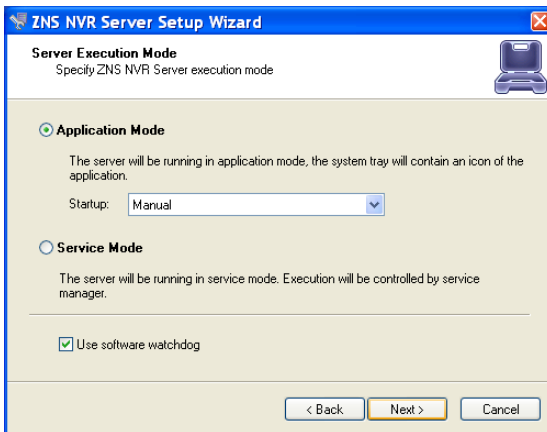 ZNS NVR Server Setup Wizard
Server Execution Mode
Specify ZNS NVR Server execution mode
Application Mode
The server will be running in application mode, the system tray will contain an icon of the
application.
Startup: Manual
Service Mode
The server will be running in service mode. Execution will be controlled by service
manager.
Use software watchdog
< Back Next > Cancel